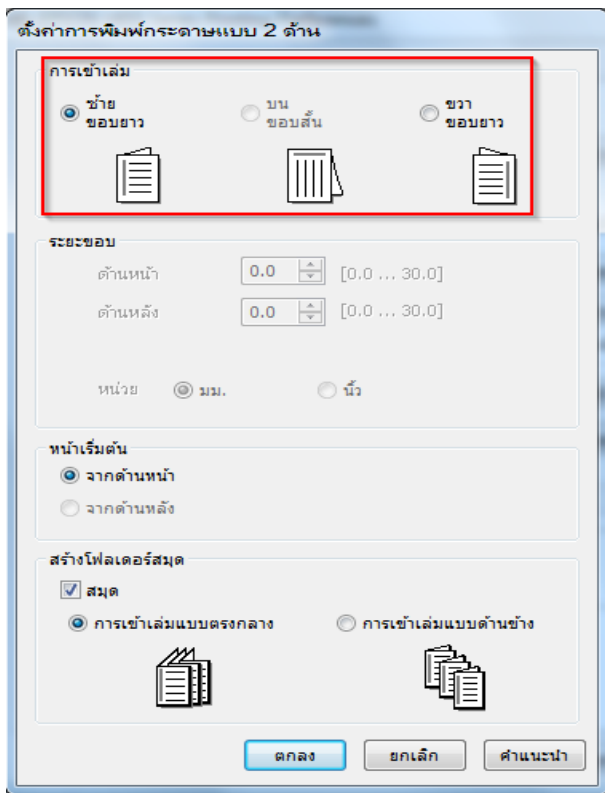 ตั้งค่าการพิมพ์กระดาษแบบ 2 ด้าน
การเข้าเล่ม
ซ้าย
ขอบยาว
บน
ขอบสั้น
ขวา
ขอบยาว
ระยะขอบ
ด้านหน้า 0.0 [0.0 ... 30.0]
ด้านหลัง 0.0 [0.0 ... 30.0]
หน่วย มม. นิ้ว
หน้าเริ่มต้น
จากด้านหน้า
จากด้านหลัง
สร้างโฟลเดอร์สมุด
สมุด
การเข้าเล่มแบบตรงกลาง การเข้าเล่มแบบด้านข้าง
ตกลง ยกเลิก คำแนะนำ